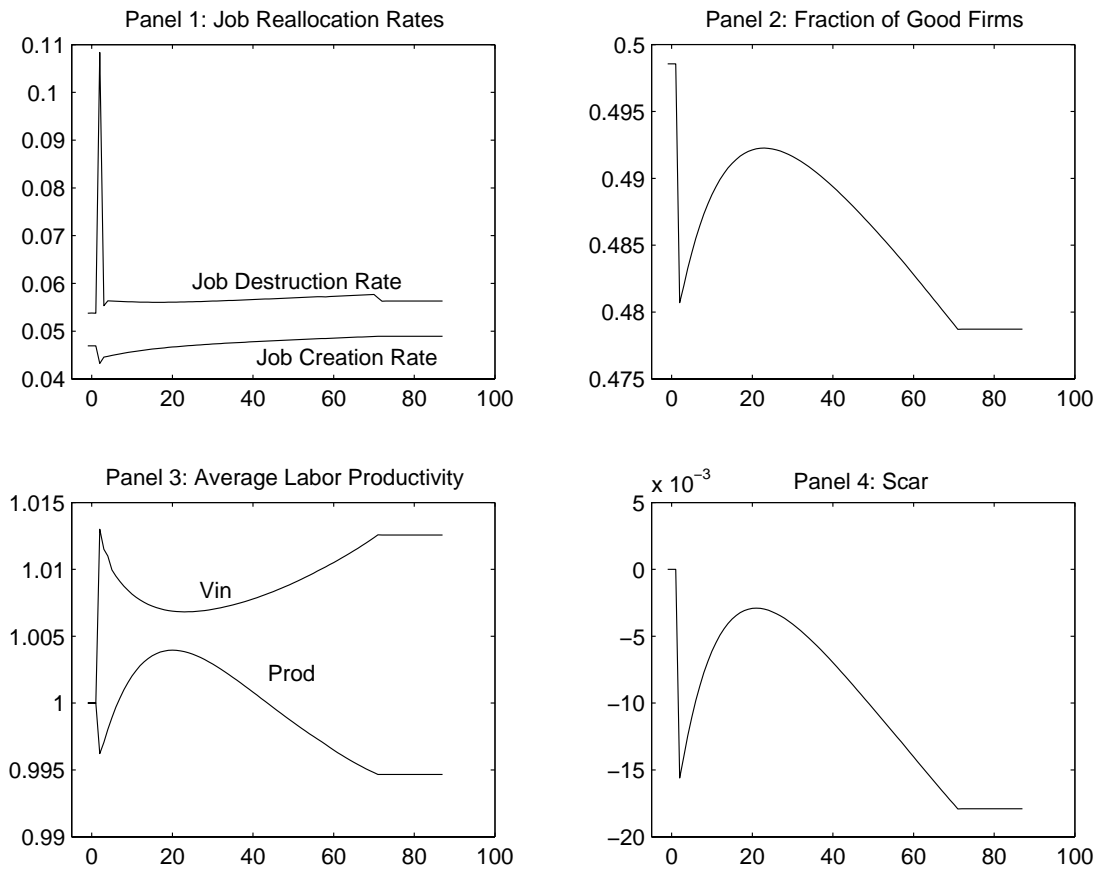 Panel 1: Job Reallocation Rates
0.11
0.1
0.09
0.08
0.07
0.06
0.05
0.04
Job Destruction Rate
Job Creation Rate
0 20 40 60 80 100
Panel 2: Fraction of Good Firms
0.5
0.495
0.49
0.485
0.48
0.475
0 20 40 60 80 100
Panel 3: Average Labor Productivity
1.015
1.01
1.005
1
0.995
0.99
Vin
Prod
0 20 40 60 80 100
Panel 4: Scar
x 10−3
5
0
−5
−10
−15
−20
0 20 40 60 80 100